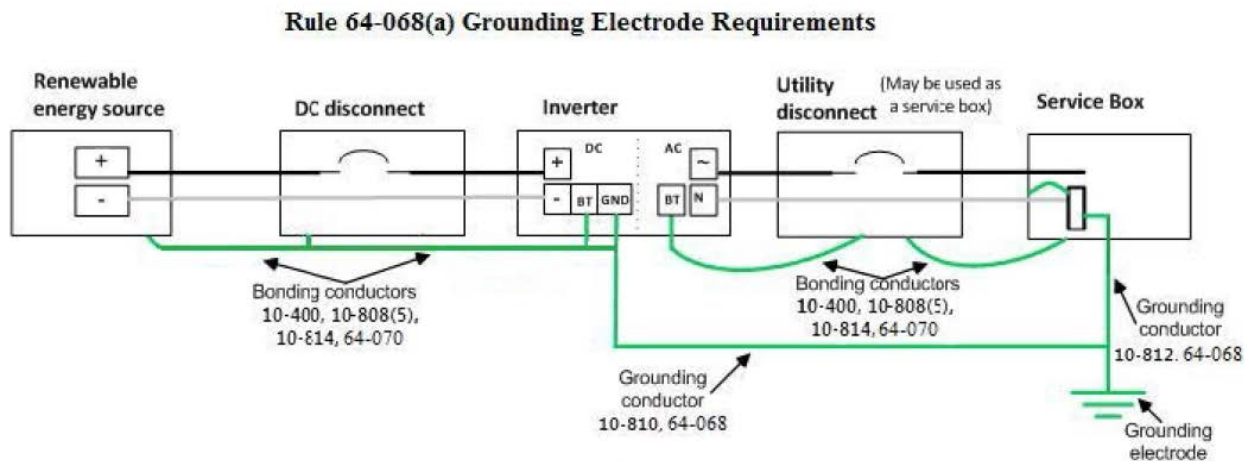 Rule 64-068(a) Grounding Electrode Requirements
Renewable
energy source
DC disconnect
Inverter
Utility
disconnect
(May be used as
a service box)
Service Box
+
-
+
DC
AC
~
-
BT
GND
BT
N
Bonding conductors
10-400, 10-808(5),
10-814, 64-070
Bonding conductors
10-400, 10-808(5),
10-814, 64-070
Grounding
conductor
10-812. 64-068
Grounding
conductor
10-810, 64-068
Grounding
electrode